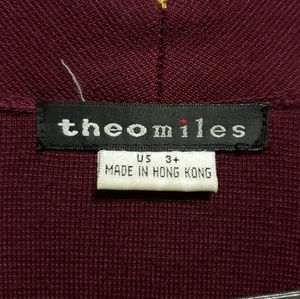 theomiles
US 3+
MADE IN HONG KONG